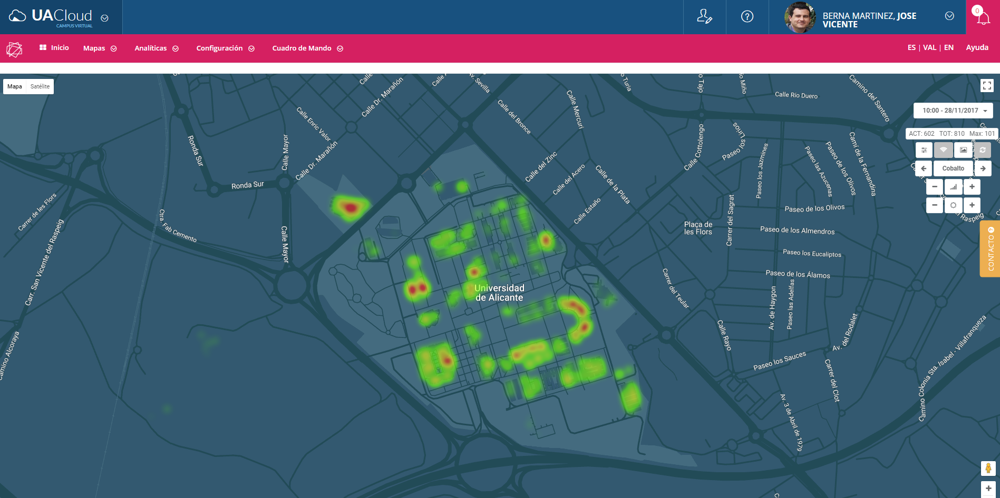 UACloud
CAMPUS VIRTUAL
BERNA MARTINEZ, JOSE
VICENTE
0
Inicio
Mapas
Analíticas
Configuración
Cuadro de Mando
ES | VAL | EN
Ayuda
Mapa
Satélite
10:00 - 28/11/2017
ACT: 602 TOT: 810 Max: 101
Cobalto
CONTACTO
Calle
Calle Dr. Marañón
Calle
Av. Sevilla
Calle del Bronce
Calle Mercuri
Turia
Tajo
Miño
Calle Río Duero
Camino del Santero
Calle Enric Valor
Calle Dr. Marañón
Calle Mayor
Ronda Sur
Ronda Sur
Calle del Zinc
Calle del Acero
Calle de la Plata
Calle Estaño
Calle Cottolengo
Paseo los Lirios
Paseo los Jazmines
Paseo las Azucenas
Paseo de los Olivos
Camí de la Fernandina
Carrer de les Flors
Ctra. Fab Cemento
Calle Mayor
Carr. San Vicente del Raspeig
Plaça de
les Flors
Carrer del Sagrat
Paseo de los Olivos
Paseo de los Almendros
Paseo los Eucaliptos
Paseo de los Álamos
del Raspeig
Universidad
de Alicante
Carrer del Teular
Av. de Haygon
Paseo las Adelfas
Calle Rayo
Av. del Rodalet
Paseo los Sauces
Carrer del Clot
Camino Colonia Sta. Isabel - Villafranqueza
Av. 3 de Abril de 1979
Camino Alcoraya